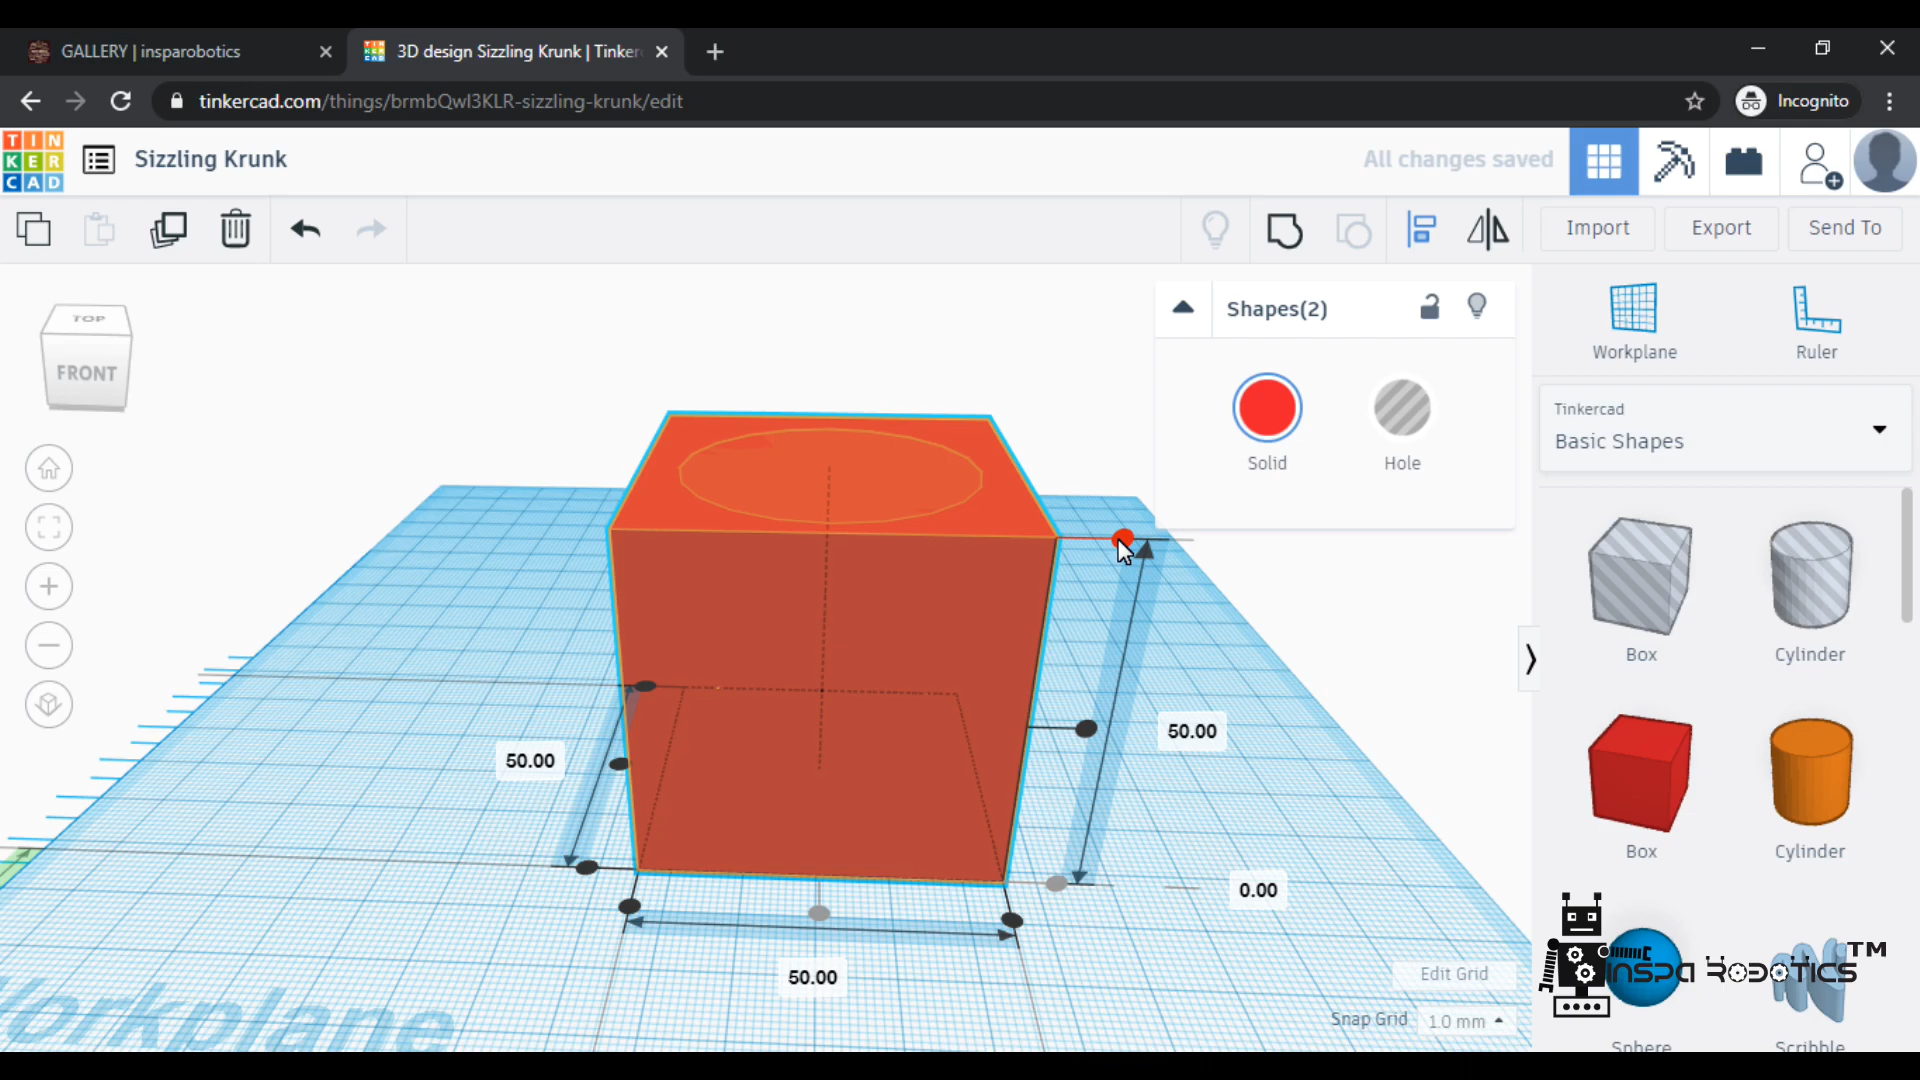 GALLERY | insparobotics
3D design Sizzling Krunk | Tinker
tinkercad.com/things/brmbQwl3KLR-sizzling-krunk/edit
Incognito
TIN
KER
CAD
Sizzling Krunk
All changes saved
Import
Export
Send To
TOP
FRONT
Shapes(2)
Solid
Hole
Workplane
Ruler
Tinkercad
Basic Shapes
Box
Cylinder
Box
Cylinder
Sphere
Scribble
50.00
50.00
0.00
50.00
Workplane
Edit Grid
Snap Grid 1.0 mm
INSPA ROBOTICS TM